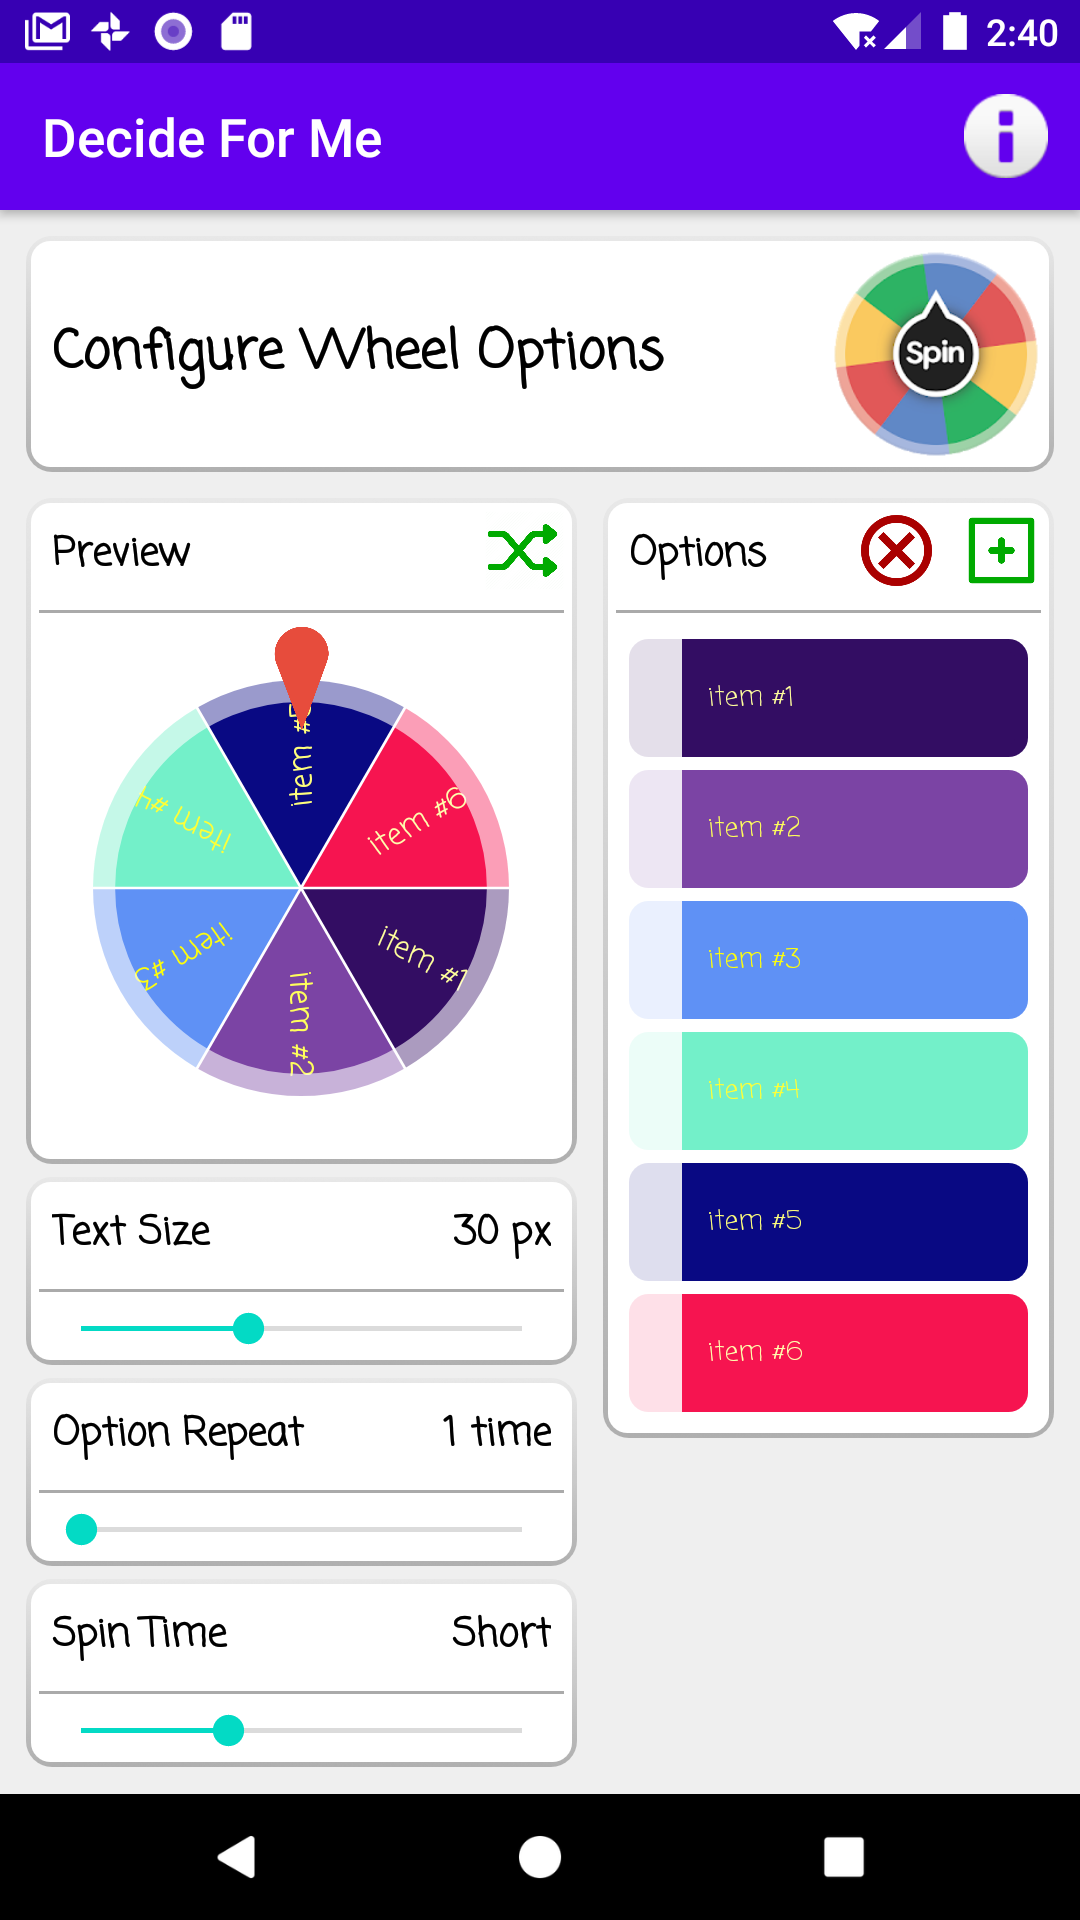 2:40
Decide For Me
Configure Wheel Options
Spin
Preview
item #5
item #6
item #1
item #2
item #3
item #4
Options
item #1
item #2
item #3
item #4
item #5
item #6
Text Size 30 px
Option Repeat 1 time
Spin Time Short